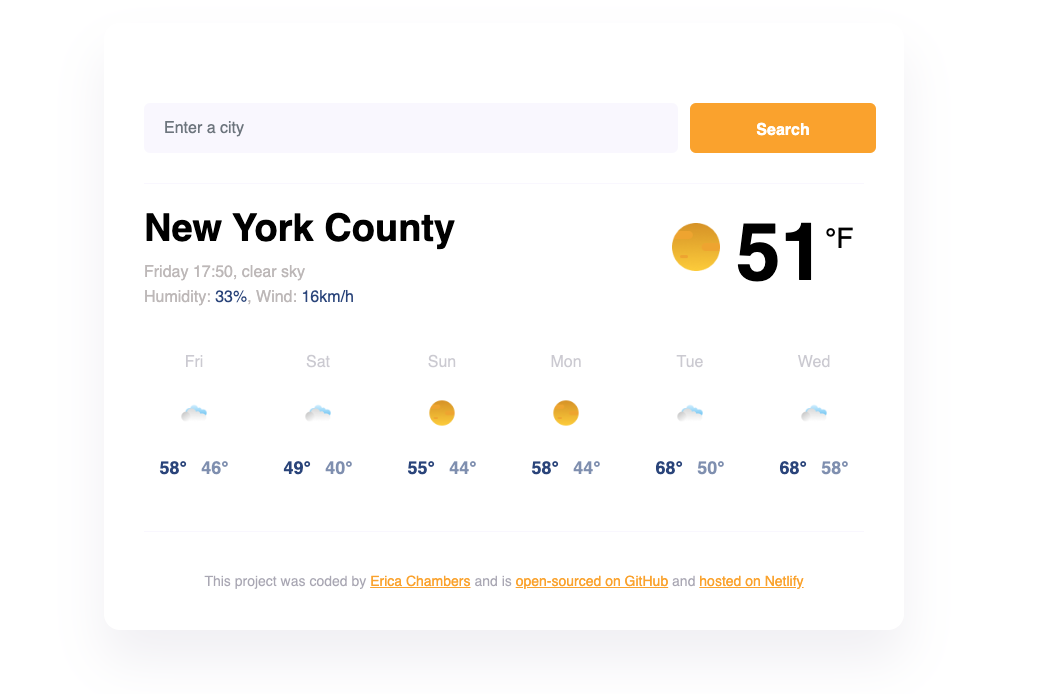 Enter a city
Search
New York County
51 °F
Friday 17:50, clear sky
Humidity: 33%, Wind: 16km/h
Fri Sat Sun Mon Tue Wed
58° 46° 49° 40° 55° 44° 58° 44° 68° 50° 68° 58°
This project was coded by Erica Chambers and is open-sourced on GitHub and hosted on Netlify